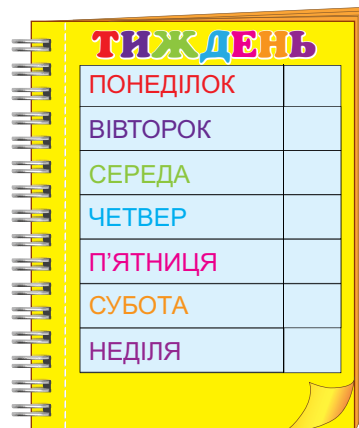 ТИЖДЕНЬ
ПОНЕДІЛОК
ВІВТОРОК
СЕРЕДА
ЧЕТВЕР
П'ЯТНИЦЯ
СУБОТА
НЕДІЛЯ